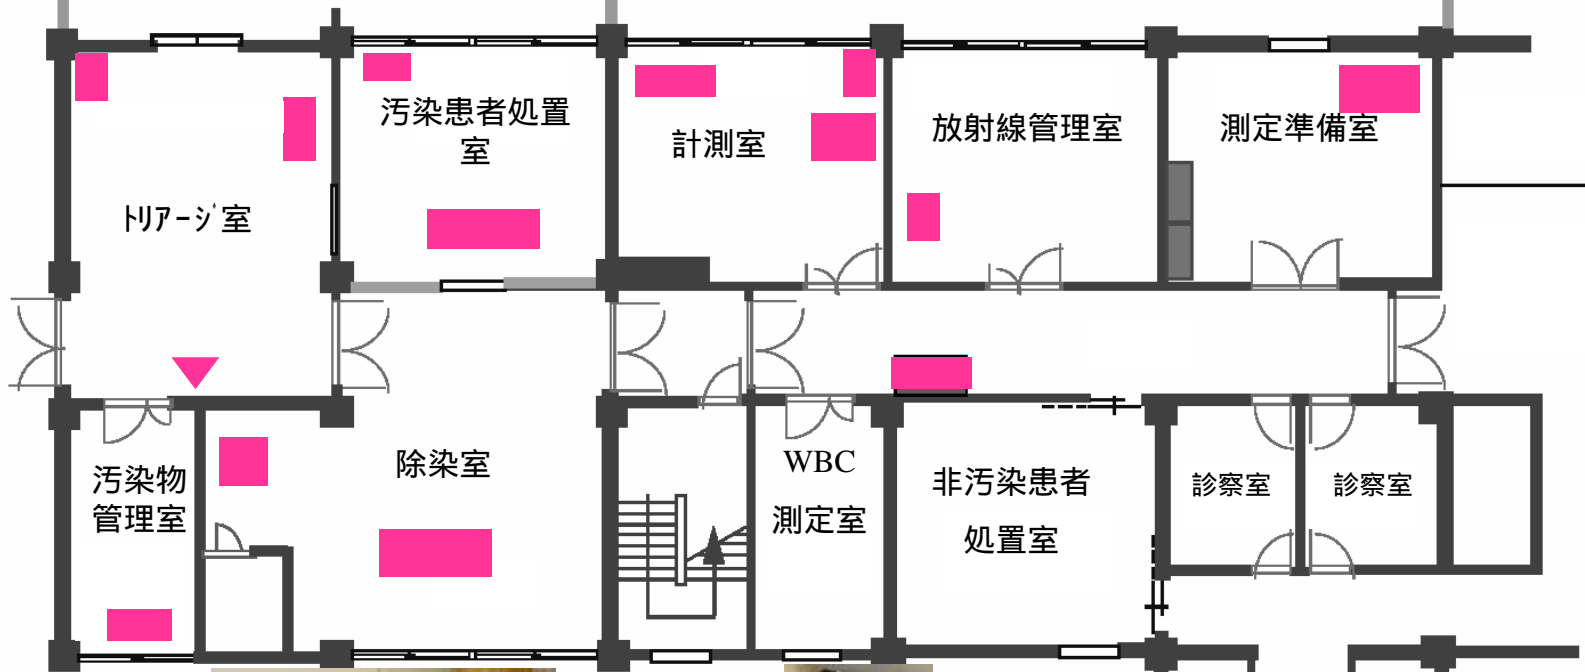 汚染患者処置
室
計測室
放射線管理室
測定準備室
ﾄﾘｱｰｼﾞ室
汚染物
管理室
除染室
WBC
測定室
非汚染患者
処置室
診察室
診察室